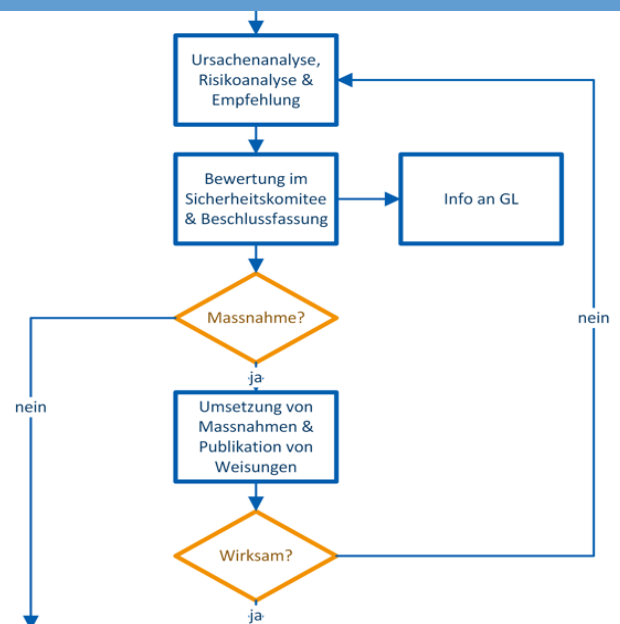 Ursachenanalyse,
Risikoanalyse &
Empfehlung
Bewertung im
Sicherheitskomitee
& Beschlussfassung
Info an GL
Massnahme?
nein
ja
nein
Umsetzung von
Massnahmen &
Publikation von
Weisungen
Wirksam?
ja